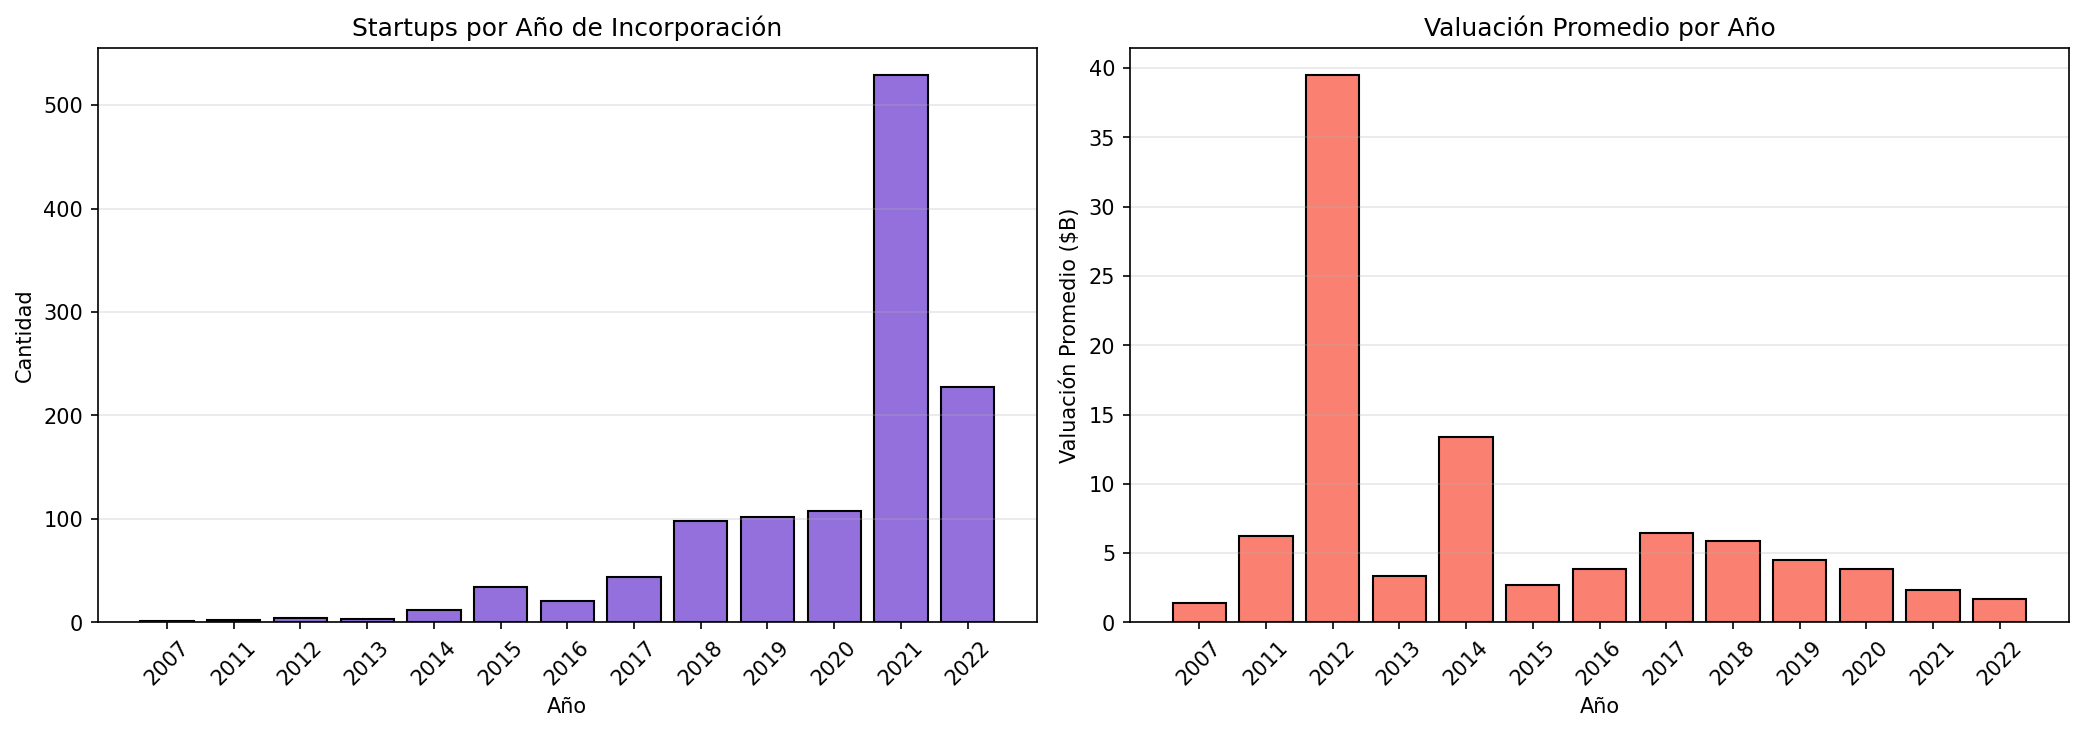 Startups por Año de Incorporación
Cantidad
500
400
300
200
100
0
2007 2011 2012 2013 2014 2015 2016 2017 2018 2019 2020 2021 2022
Año
Valuación Promedio por Año
Valuación Promedio ($B)
40
35
30
25
20
15
10
5
0
2007 2011 2012 2013 2014 2015 2016 2017 2018 2019 2020 2021 2022
Año